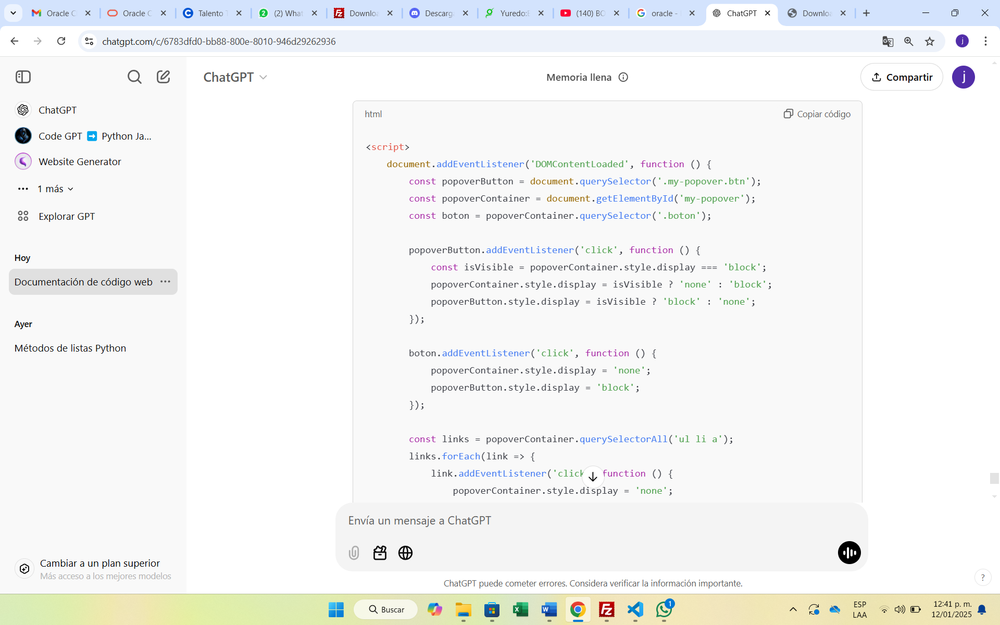 Oracle C
Oracle C
Talento T
(2) What
Downloa
Descarg
Yuredo:E
(140) BO
oracle -
ChatGPT
Downloa
chatgpt.com/c/6783dfd0-bb88-800e-8010-946d29262936
j
ChatGPT
Memoria llena
Compartir
j
ChatGPT
Code GPT ➡️ Python Ja...
Website Generator
1 más
Explorar GPT
Hoy
Documentación de código web
Ayer
Métodos de listas Python
Cambiar a un plan superior
Más acceso a los mejores modelos
html
Copiar código
<script>
document.addEventListener('DOMContentLoaded', function () {
const popoverButton = document.querySelector('.my-popover.btn');
const popoverContainer = document.getElementById('my-popover');
const boton = popoverContainer.querySelector('.boton');
popoverButton.addEventListener('click', function () {
const isVisible = popoverContainer.style.display === 'block';
popoverContainer.style.display = isVisible ? 'none' : 'block';
popoverButton.style.display = isVisible ? 'block' : 'none';
});
boton.addEventListener('click', function () {
popoverContainer.style.display = 'none';
popoverButton.style.display = 'block';
});
const links = popoverContainer.querySelectorAll('ul li a');
links.forEach(link => {
link.addEventListener('click function () {
popoverContainer.style.display = 'none';
Envía un mensaje a ChatGPT
ChatGPT puede cometer errores. Considera verificar la información importante.
?
Buscar
1
ESP
LAA
12:41 p. m.
12/01/2025